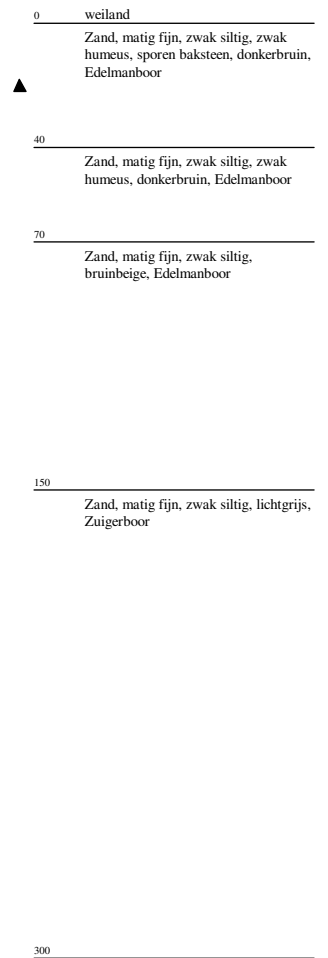 0 weiland
Zand, matig fijn, zwak siltig, zwak
humeus, sporen baksteen, donkerbruin,
Edelmanboor
40
Zand, matig fijn, zwak siltig, zwak
humeus, donkerbruin, Edelmanboor
70
Zand, matig fijn, zwak siltig,
bruinbeige, Edelmanboor
150
Zand, matig fijn, zwak siltig, lichtgrijs,
Zuigerboor
300